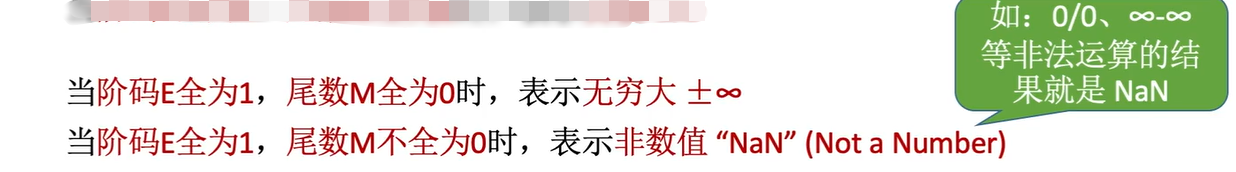 如：0/0、∞-∞
等非法运算的结
果就是 NaN
当阶码E全为1，尾数M全为0时，表示无穷大 ±∞
当阶码E全为1，尾数M不全为0时，表示非数值 “NaN” (Not a Number)